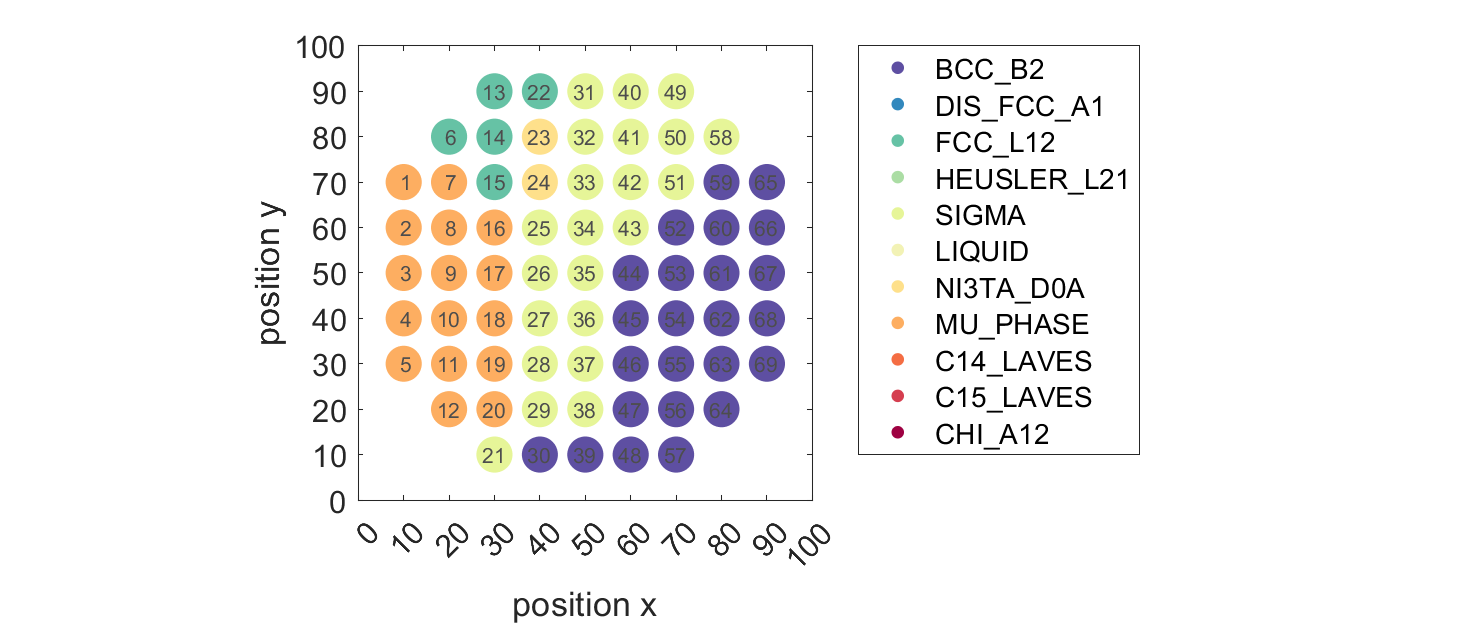 100
90
80
70
60
50
40
30
20
10
0
position y
13 22 31 40 49
6 14 23 32 41 50 58
1 7 15 24 33 42 51 59 65
2 8 16 25 34 43 52 60 66
3 9 17 26 35 44 53 61 67
4 10 18 27 36 45 54 62 68
5 11 19 28 37 46 55 63 69
12 20 29 38 47 56 64
21 30 39 48 57
0 10 20 30 40 50 60 70 80 90 100
position x
BCC_B2
DIS_FCC_A1
FCC_L12
HEUSLER_L21
SIGMA
LIQUID
NI3TA_D0A
MU_PHASE
C14_LAVES
C15_LAVES
CHI_A12